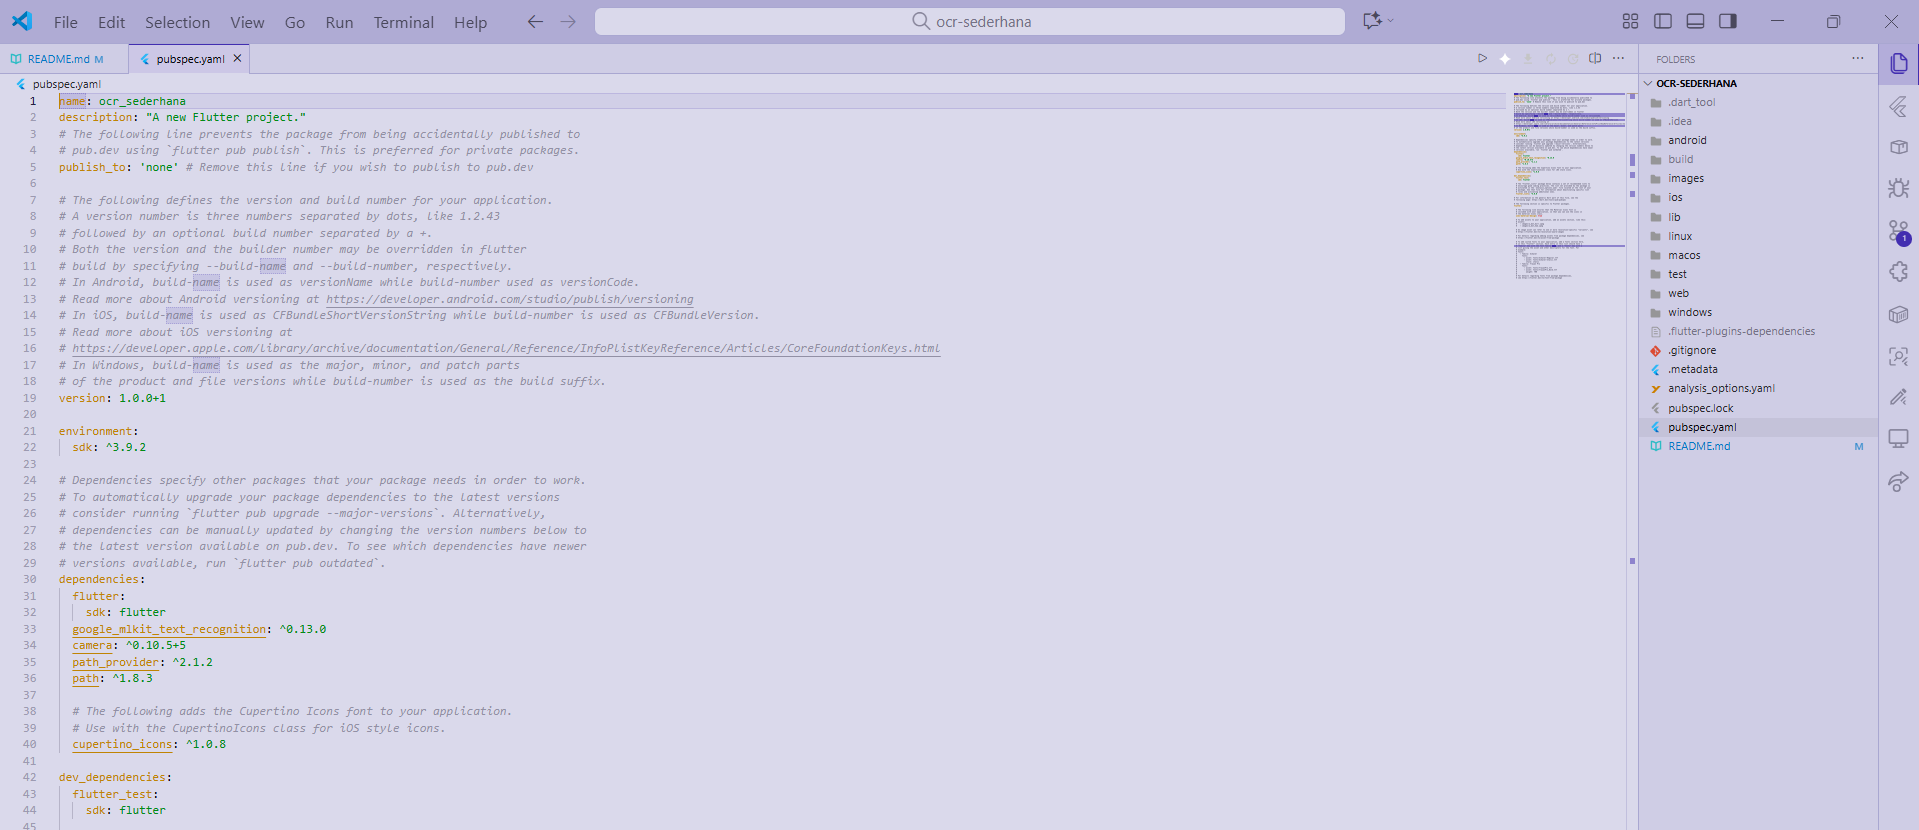 File Edit Selection View Go Run Terminal Help
ocr-sederhana
README.md M
pubspec.yaml
pubspec.yaml
1 name: ocr_sederhana
2 description: "A new Flutter project."
3 # The following line prevents the package from being accidentally published to
4 # pub.dev using `flutter pub publish`. This is preferred for private packages.
5 publish_to: 'none' # Remove this line if you wish to publish to pub.dev
6
7 # The following defines the version and build number for your application.
8 # A version number is three numbers separated by dots, like 1.2.43
9 # followed by an optional build number separated by a +.
10 # Both the version and the builder number may be overridden in flutter
11 # build by specifying --build-name and --build-number, respectively.
12 # In Android, build-name is used as versionName while build-number used as versionCode.
13 # Read more about Android versioning at https://developer.android.com/studio/publish/versioning
14 # In iOS, build-name is used as CFBundleShortVersionString while build-number is used as CFBundleVersion.
15 # Read more about iOS versioning at
16 # https://developer.apple.com/library/archive/documentation/General/Reference/InfoPlistKeyReference/Articles/CoreFoundationKeys.html
17 # In Windows, build-name is used as the major, minor, and patch parts
18 # of the product and file versions while build-number is used as the build suffix.
19 version: 1.0.0+1
20
21 environment:
22 sdk: ^3.9.2
23
24 # Dependencies specify other packages that your package needs in order to work.
25 # To automatically upgrade your package dependencies to the latest versions
26 # consider running `flutter pub upgrade --major-versions`. Alternatively,
27 # dependencies can be manually updated by changing the version numbers below to
28 # the latest version available on pub.dev. To see which dependencies have newer
29 # versions available, run `flutter pub outdated`.
30 dependencies:
31 flutter:
32 sdk: flutter
33 google_mlkit_text_recognition: ^0.13.0
34 camera: ^0.10.5+5
35 path_provider: ^2.1.2
36 path: ^1.8.3
37
38 # The following adds the Cupertino Icons font to your application.
39 # Use with the CupertinoIcons class for iOS style icons.
40 cupertino_icons: ^1.0.8
41
42 dev_dependencies:
43 flutter_test:
44 sdk: flutter
45
FOLDERS
OCR-SEDERHANA
.dart_tool
.idea
android
build
images
ios
lib
linux
macos
test
web
windows
.flutter-plugins-dependencies
.gitignore
.metadata
analysis_options.yaml
pubspec.lock
pubspec.yaml
README.md M
1